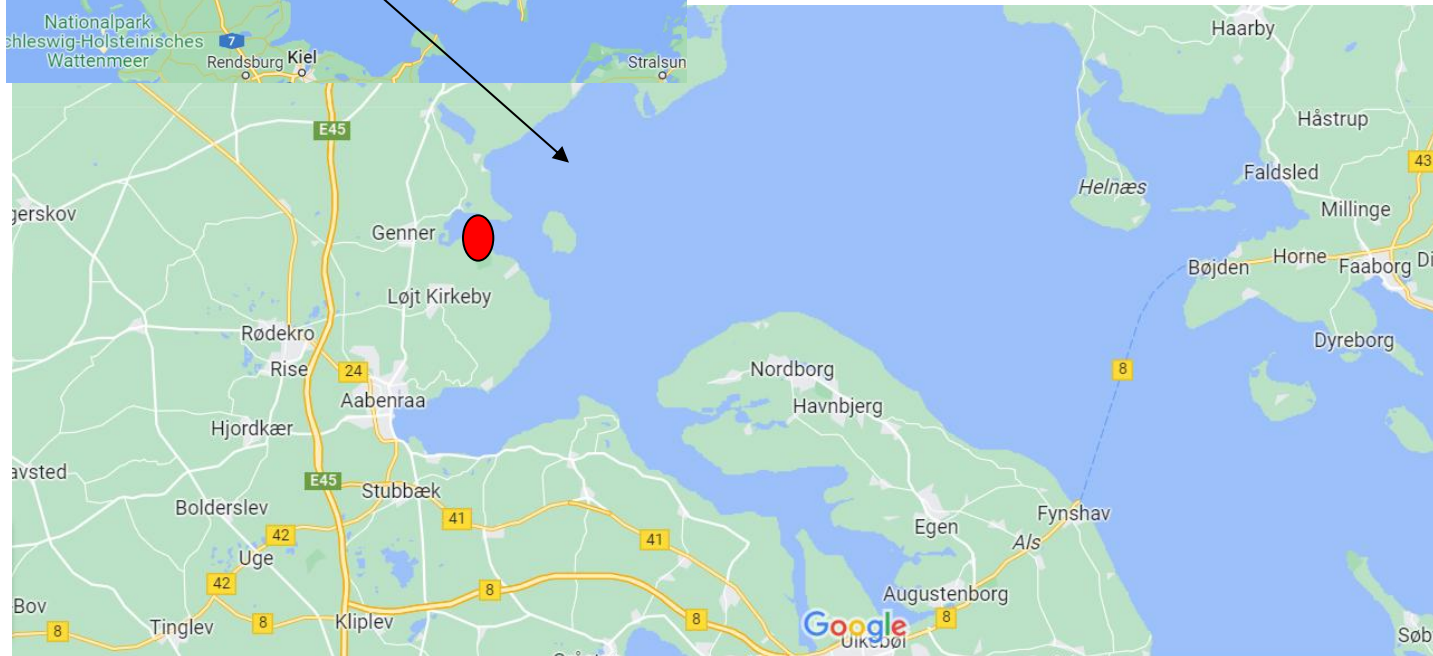 Nationalpark
chleswig-Holsteinisches
Wattenmeer
7
Rendsburg
Kiel
Stralsun
Haarby
E45
Håstrup
43
Faldsled
Helnæs
Millinge
gerskov
Genner
Bøjden
Horne
Faaborg
Di
Løjt Kirkeby
Rødekro
Dyreborg
Rise
24
Nordborg
8
Aabenraa
Havnbjerg
Hjordkær
avsted
E45
Stubbæk
Bolderslev
41
Fynshav
42
Egen
41
Als
Uge
42
8
Augustenborg
Bov
8
Tinglev
8
Kliplev
8
Google
8
Ulkebøl
Søb